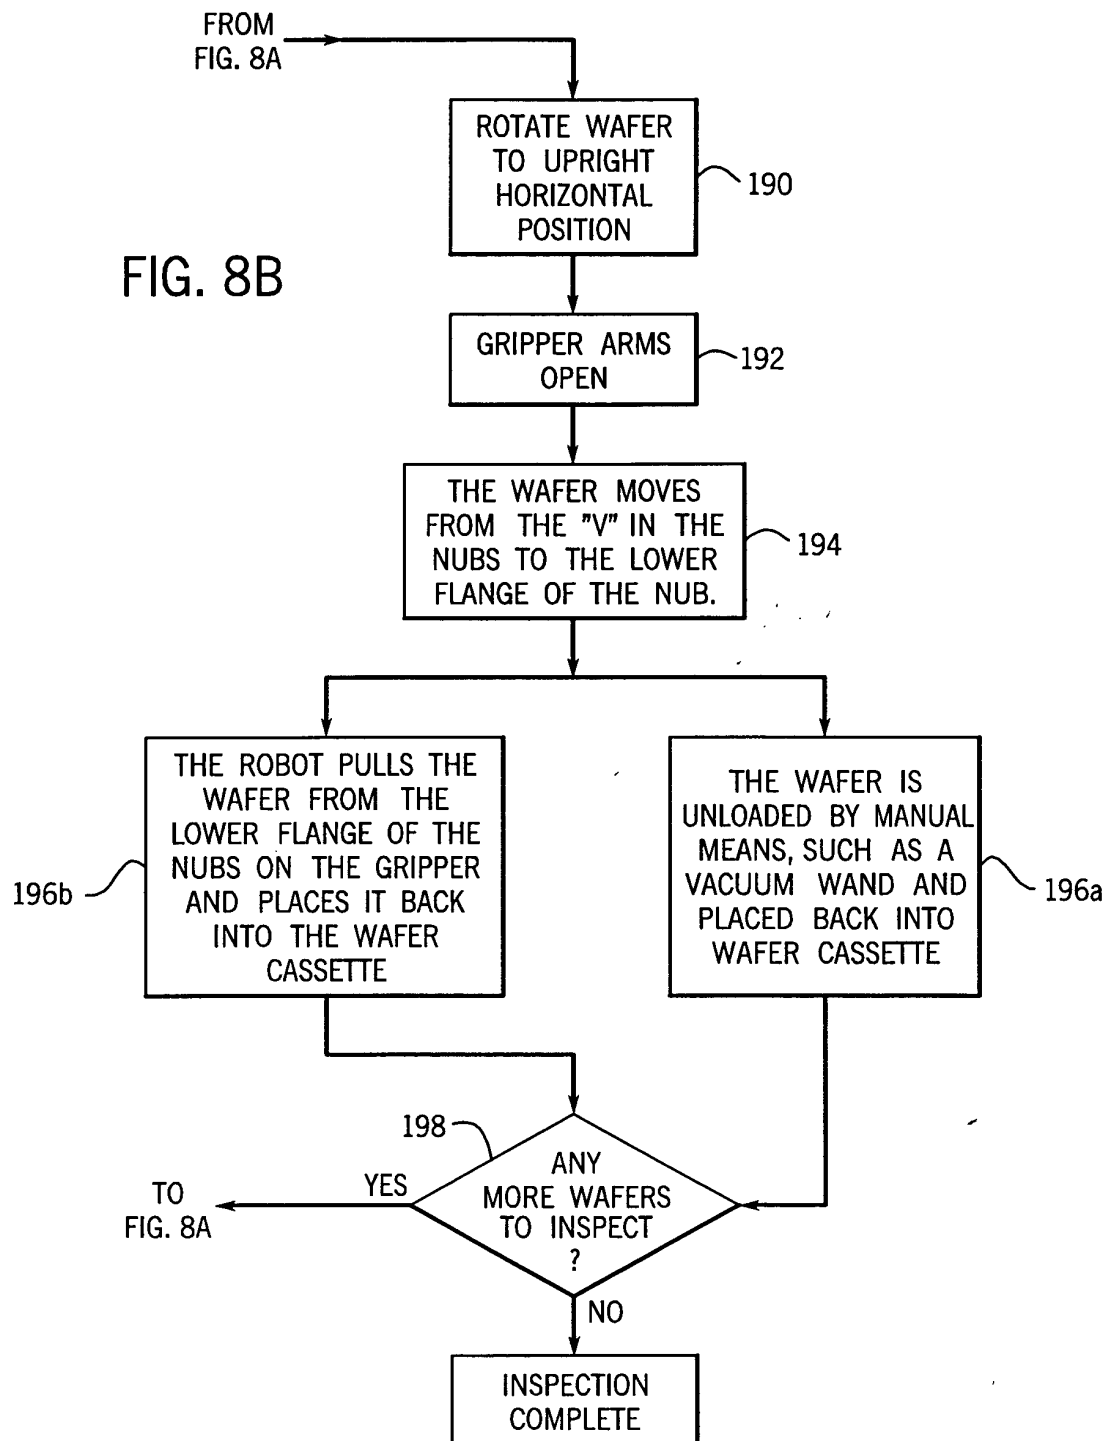 FROM
FIG. 8A
ROTATE WAFER
TO UPRIGHT
HORIZONTAL
POSITION
190
FIG. 8B
GRIPPER ARMS
OPEN
192
THE WAFER MOVES
FROM THE "V" IN THE
NUBS TO THE LOWER
FLANGE OF THE NUB.
194
THE ROBOT PULLS THE
WAFER FROM THE
LOWER FLANGE OF THE
NUBS ON THE GRIPPER
AND PLACES IT BACK
INTO THE WAFER
CASSETTE
196b
THE WAFER IS
UNLOADED BY MANUAL
MEANS, SUCH AS A
VACUUM WAND AND
PLACED BACK INTO
WAFER CASSETTE
196a
198
ANY
MORE WAFERS
TO INSPECT
?
YES
TO
FIG. 8A
NO
INSPECTION
COMPLETE